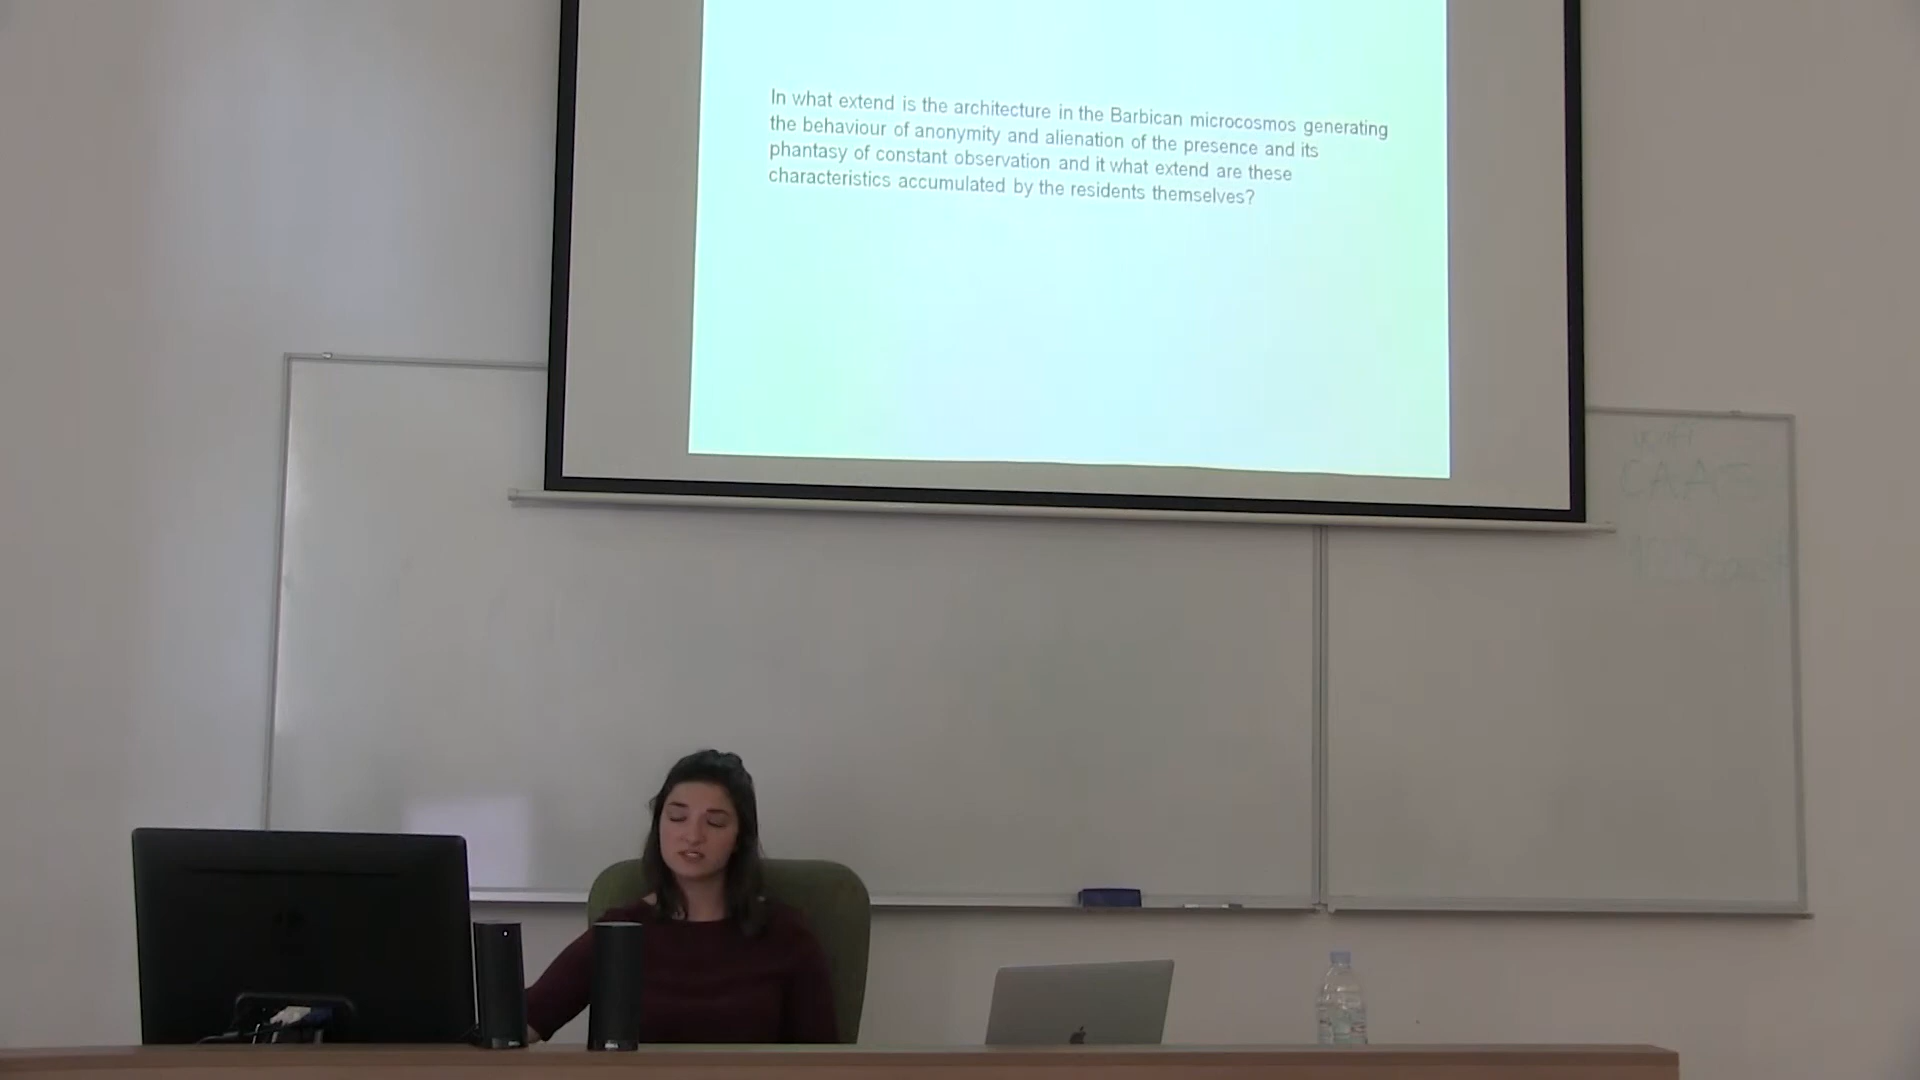 In what extend is the architecture in the Barbican microcosmos generating
the behaviour of anonymity and alienation of the presence and its
phantasy of constant observation and it what extend are these
characteristics accumulated by the residents themselves?